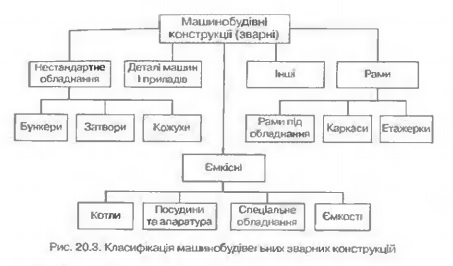 Машинобудівні
конструкції (зварні)
Нестандартне
обладнання
Деталі машин
і приладів
Інші
Рами
Бункери
Затвори
Кожухи
Рами під
обладнання
Каркаси
Етажерки
Ємкісні
Котли
Посудини
та апаратура
Спеціальне
обладнання
Ємкості
Рис. 20.3. Класифікація машинобудівельних зварних конструкцій